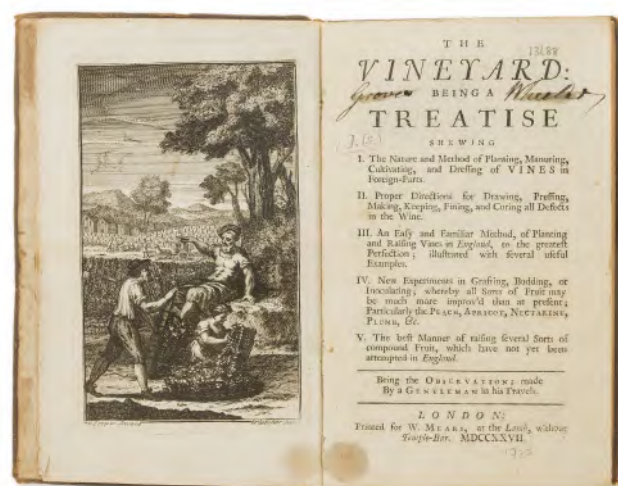 THE
13688
VINEYARD:
BEING A
Grover Wheeler
TREATISE
SHEWING
I. The Nature and Method of Planting, Manuring,
Cultivating, and Dressing of VINES in
Foreign-Parts.
II. Proper Directions for Drawing, Pressing,
Making, Keeping, Fining, and Curing all Defects
in the Wine.
III. An Easy and Familiar Method, of Planting
and Raising Vines in England, to the greatest
Perfection; illustrated with several useful
Examples.
IV. New Experiments in Grafting, Budding, or
Inoculating; whereby all Sorts of Fruit may
be much more improv'd than at present;
Particularly the PEACH, APRICOT, NECTARINE,
PLUMB, &c.
V. The best Manner of raising several Sorts of
compound Fruit, which have not yet been
attempted in England.
Being the OBSERVATIONS made
By a GENTLEMAN in his Travels.
LONDON:
Printed for W. MEARS, at the Lamb, without
Temple-Bar. MDCCXXVII.